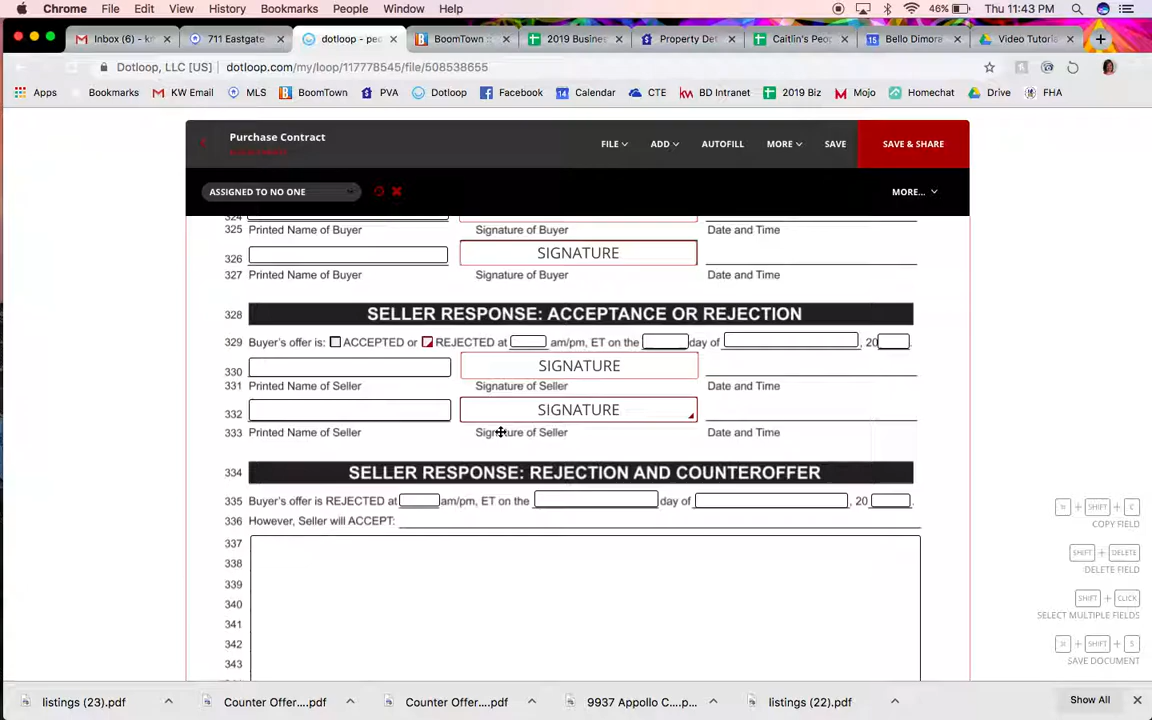 Chrome File Edit View History Bookmarks People Window Help 46% Thu 11:43 PM
Inbox (6) - kr 711 Eastgate dotloop - pe BoomTown :: 2019 Busine Property Det Caitlin's Peo Bello Dimora Video Tutoria
Dotloop, LLC [US] dotloop.com/my/loop/117778545/file/508538655
Apps Bookmarks KW Email MLS BoomTown PVA Dotloop Facebook Calendar CTE BD Intranet 2019 Biz Mojo Homechat Drive FHA
Purchase Contract
FILE ADD AUTOFILL MORE SAVE SAVE & SHARE
ASSIGNED TO NO ONE MORE...
324
325 Printed Name of Buyer Signature of Buyer Date and Time
326 SIGNATURE
327 Printed Name of Buyer Signature of Buyer Date and Time
328 SELLER RESPONSE: ACCEPTANCE OR REJECTION
329 Buyer's offer is: ACCEPTED or REJECTED at am/pm, ET on the day of , 20 .
330 SIGNATURE
331 Printed Name of Seller Signature of Seller Date and Time
332 SIGNATURE
333 Printed Name of Seller Signature of Seller Date and Time
334 SELLER RESPONSE: REJECTION AND COUNTEROFFER
335 Buyer's offer is REJECTED at am/pm, ET on the day of , 20 .
336 However, Seller will ACCEPT:
337
338
339
340
341
342
343
⌘ + SHIFT + C
COPY FIELD
SHIFT + DELETE
DELETE FIELD
SHIFT + CLICK
SELECT MULTIPLE FIELDS
⌘ + SHIFT + S
SAVE DOCUMENT
listings (23).pdf Counter Offer....pdf Counter Offer....pdf 9937 Appollo C....p... listings (22).pdf Show All